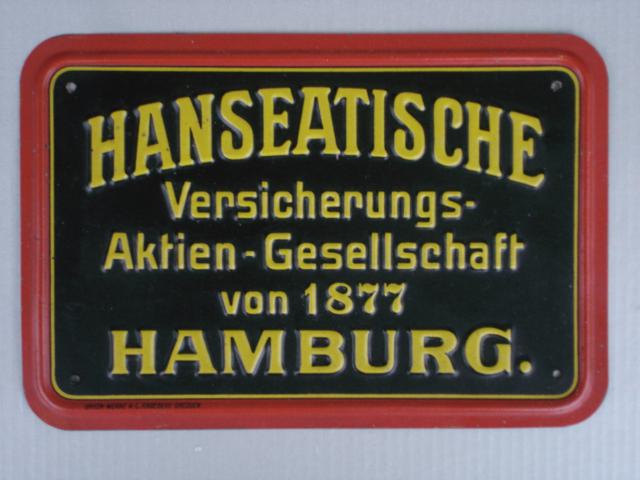 HANSEATISCHE
Versicherungs-
Aktien-Gesellschaft
von 1877
HAMBURG.